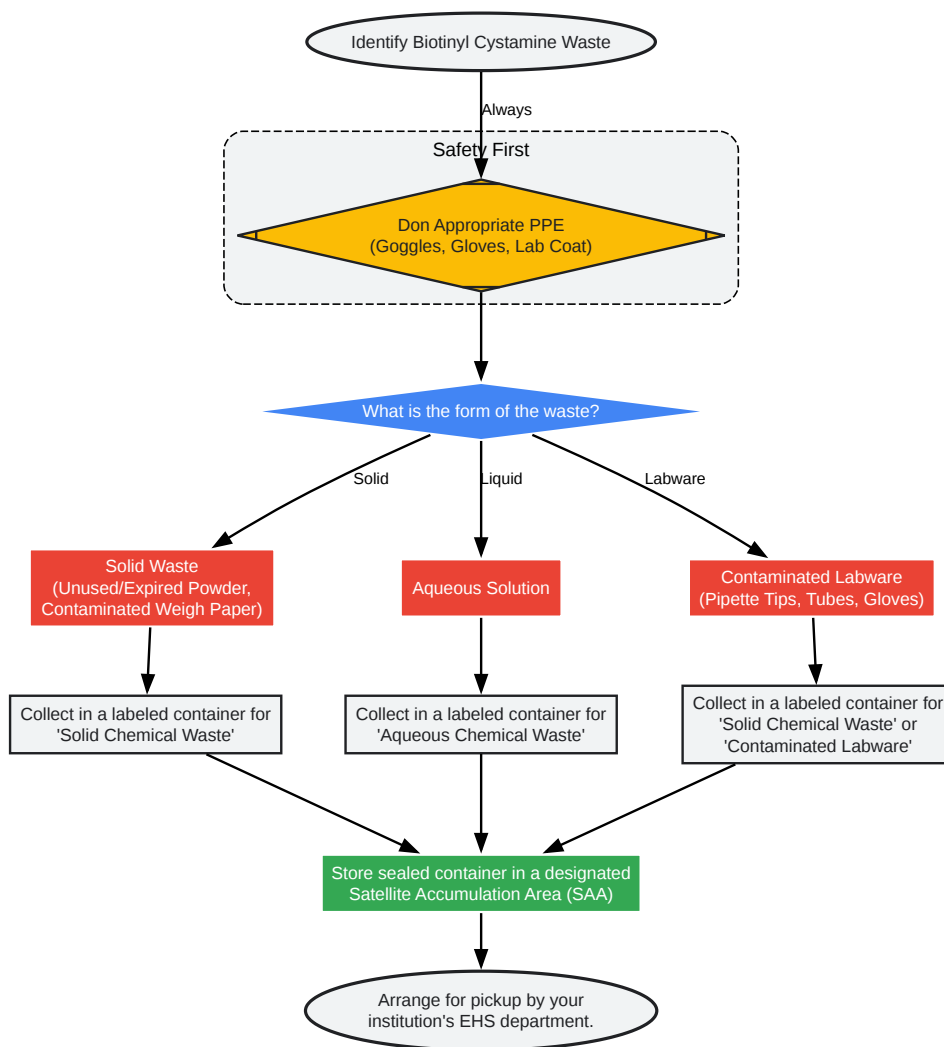 Identify Biotinyl Cystamine Waste
Always
Safety First
Don Appropriate PPE
(Goggles, Gloves, Lab Coat)
What is the form of the waste?
Solid
Liquid
Labware
Solid Waste
(Unused/Expired Powder,
Contaminated Weigh Paper)
Aqueous Solution
Contaminated Labware
(Pipette Tips, Tubes, Gloves)
Collect in a labeled container for
'Solid Chemical Waste'
Collect in a labeled container for
'Aqueous Chemical Waste'
Collect in a labeled container for
'Solid Chemical Waste' or
'Contaminated Labware'
Store sealed container in a designated
Satellite Accumulation Area (SAA)
Arrange for pickup by your
institution's EHS department.